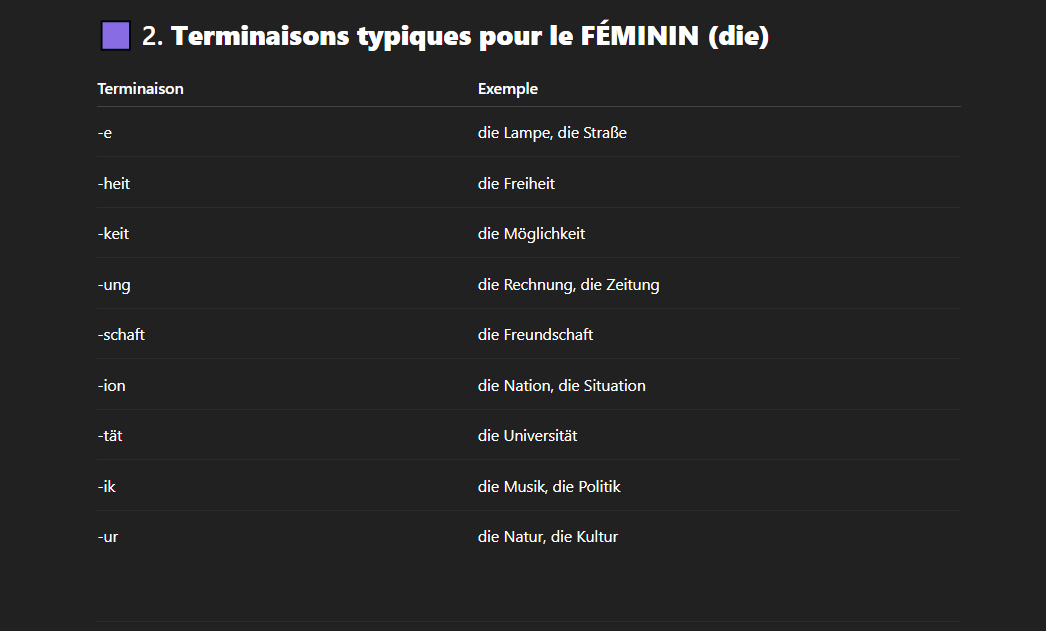 2. Terminaisons typiques pour le FÉMININ (die)
Terminaison Exemple
-e die Lampe, die Straße
-heit die Freiheit
-keit die Möglichkeit
-ung die Rechnung, die Zeitung
-schaft die Freundschaft
-ion die Nation, die Situation
-tät die Universität
-ik die Musik, die Politik
-ur die Natur, die Kultur